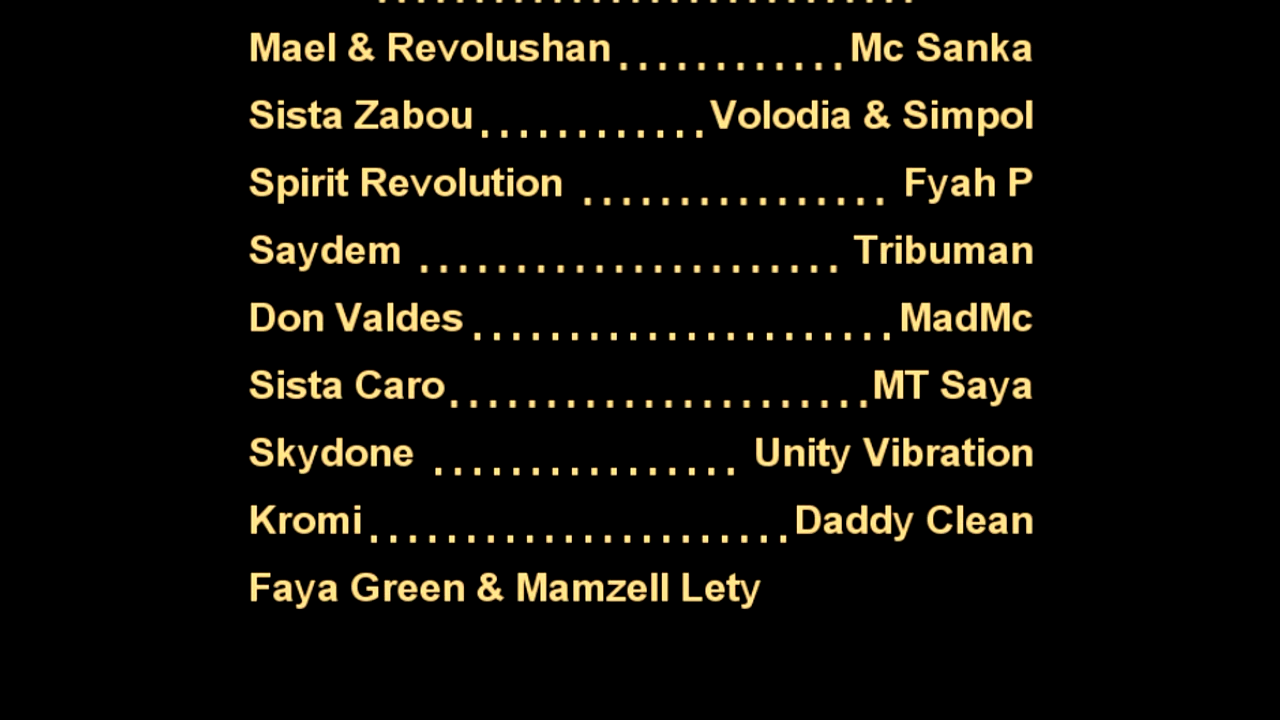 Mael & Revolushan............Mc Sanka
Sista Zabou............Volodia & Simpol
Spirit Revolution ................ Fyah P
Saydem ...................... Tribuman
Don Valdes......................MadMc
Sista Caro......................MT Saya
Skydone ................ Unity Vibration
Kromi......................Daddy Clean
Faya Green & Mamzell Lety